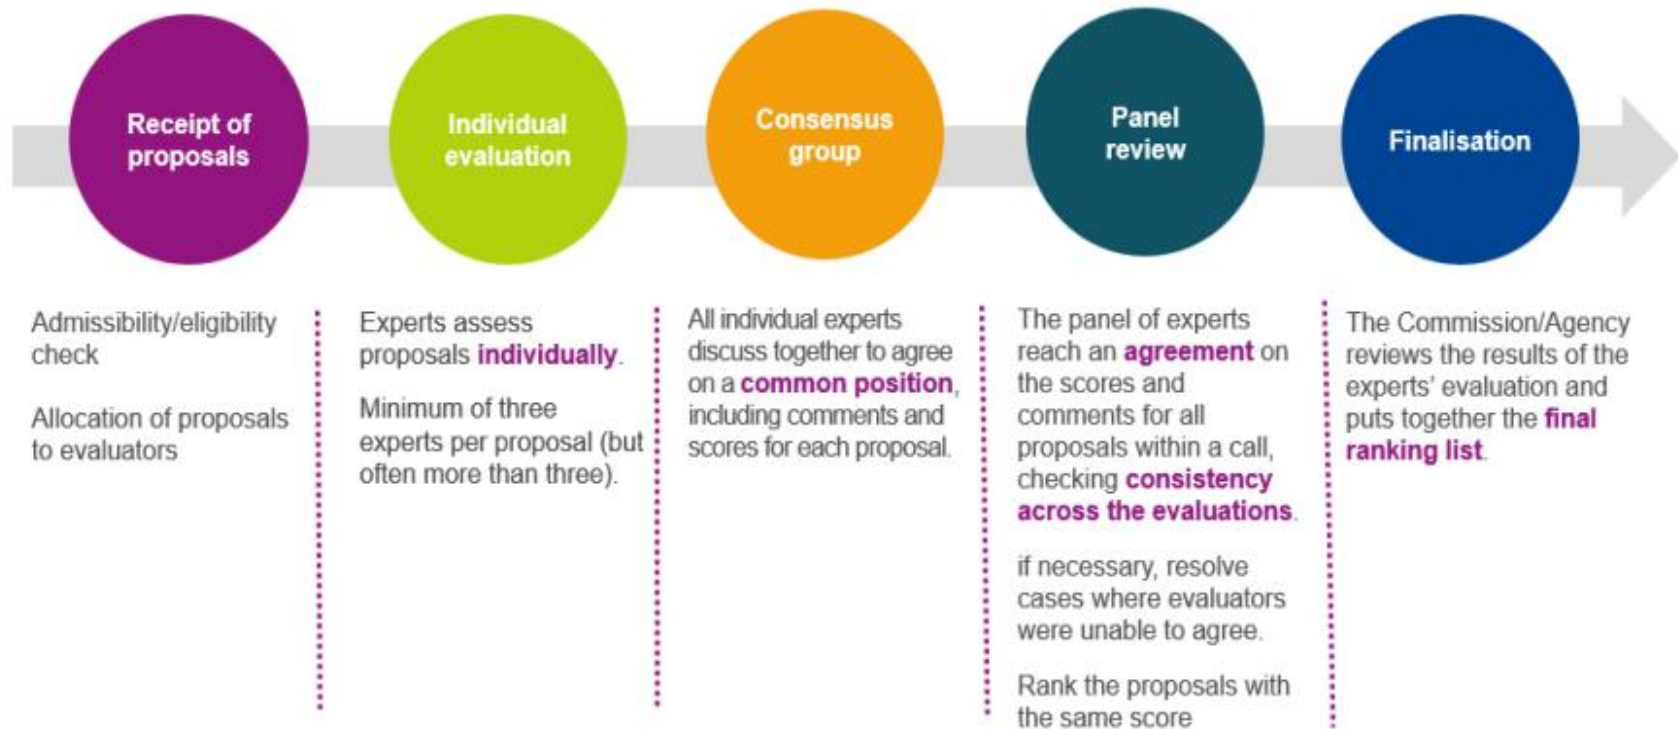 Receipt of
proposals
Individual
evaluation
Consensus
group
Panel
review
Finalisation
Admissibility/eligibility
check
Allocation of proposals
to evaluators
Experts assess
proposals individually.
Minimum of three
experts per proposal (but
often more than three).
All individual experts
discuss together to agree
on a common position,
including comments and
scores for each proposal.
The panel of experts
reach an agreement on
the scores and
comments for all
proposals within a call,
checking consistency
across the evaluations.
if necessary, resolve
cases where evaluators
were unable to agree.
Rank the proposals with
the same score
The Commission/Agency
reviews the results of the
experts' evaluation and
puts together the final
ranking list.